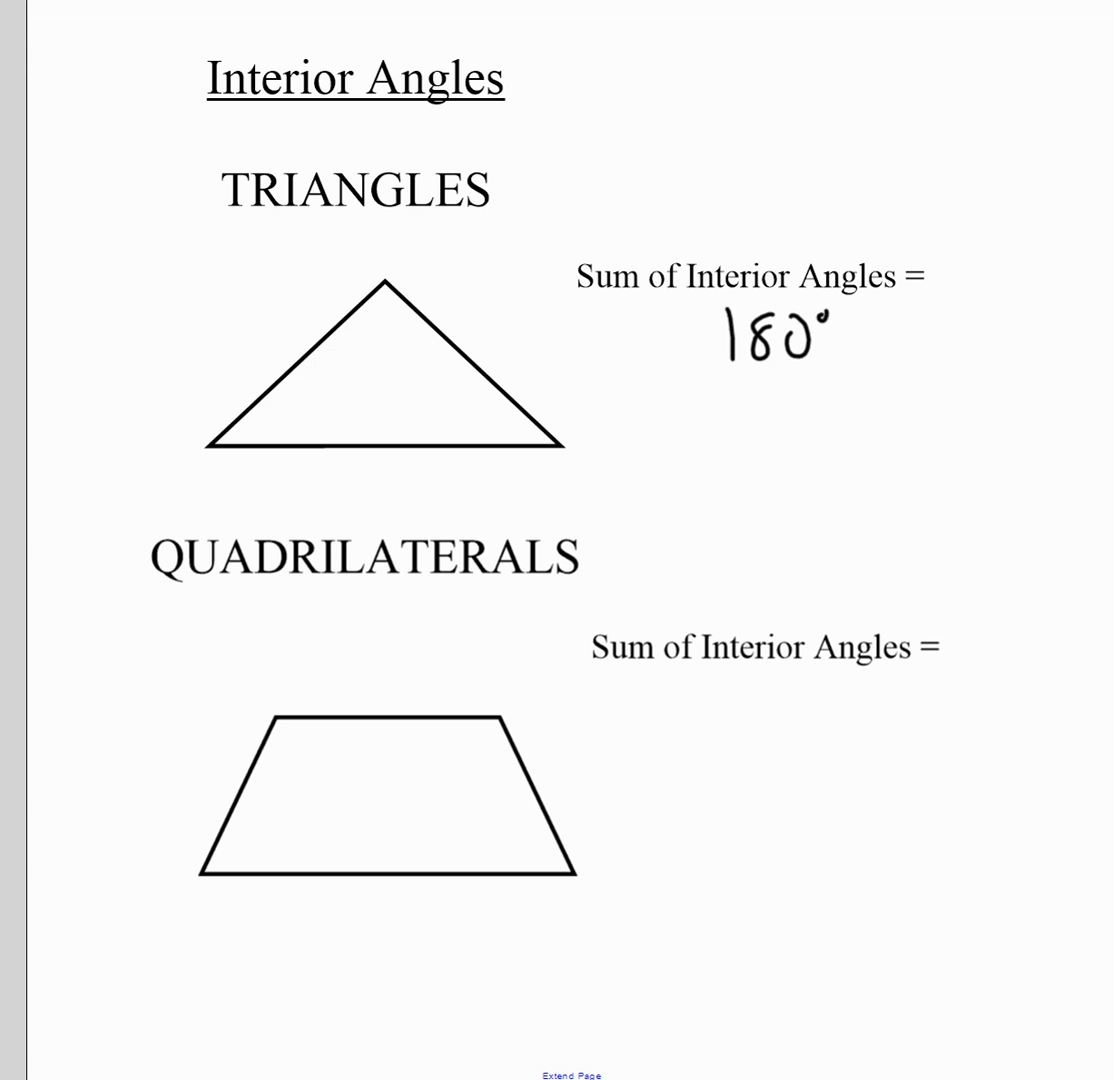 Interior Angles
TRIANGLES
Sum of Interior Angles =
180°
QUADRILATERALS
Sum of Interior Angles =
Extend Page